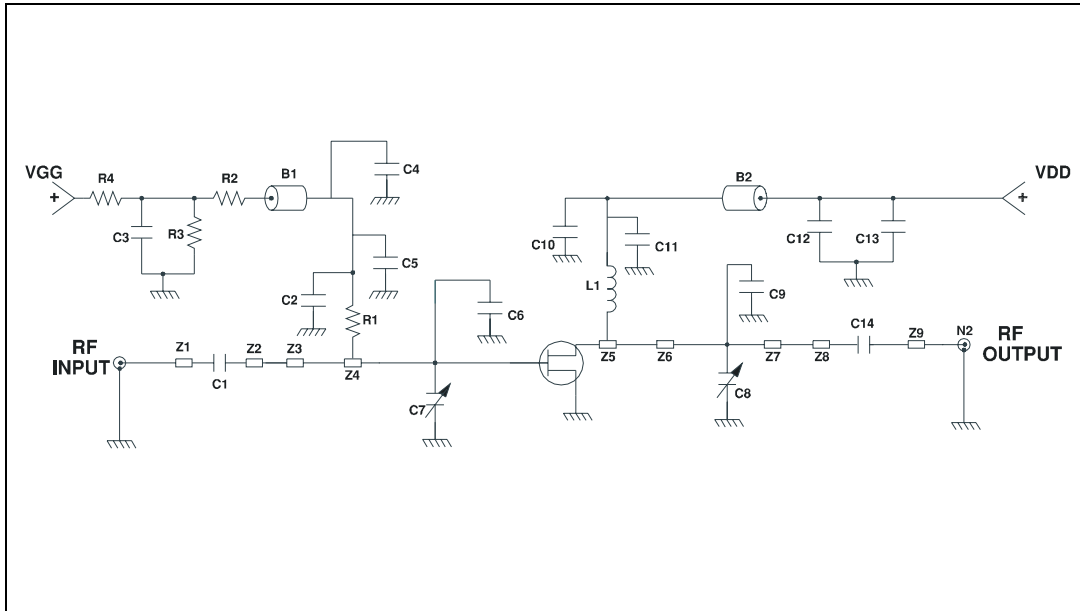 VGG
+
R4
R2
B1
C4
C3
R3
C5
C2
R1
C6
RF
INPUT
Z1
C1
Z2
Z3
Z4
C7
B2
VDD
+
C10
C11
C12
C13
L1
C9
Z5
Z6
C8
Z7
Z8
C14
Z9
N2
RF
OUTPUT